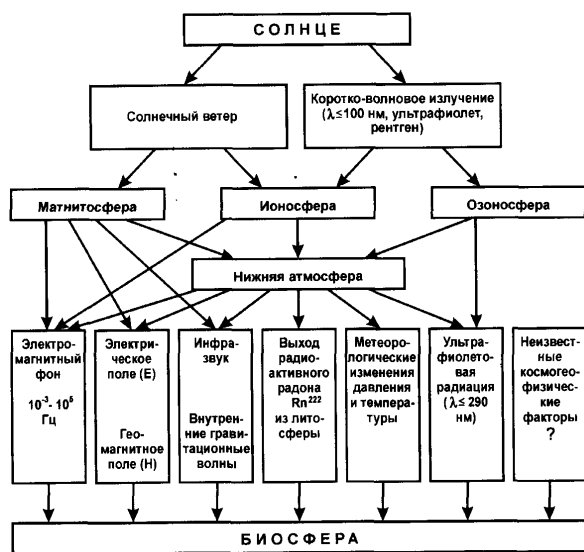 СОЛНЦЕ
Солнечный ветер
Коротко-волновое излучение
(λ≤100 нм, ультрафиолет,
рентген)
Магнитосфера
Ионосфера
Озоносфера
Нижняя атмосфера
Электро-
магнитный
фон
10⁻³- 10⁵
Гц
Электри-
ческое
поле (E)
Гео-
магнитное
поле (H)
Инфра-
звук
Внутрен-
ние грави-
тационные
волны
Выход
радио-
активного
радона
Rn²²²
из лито-
сферы
Метеоро-
логические
изменения
давления
и темпера-
туры
Ультра-
фиолето-
вая
радиация
(λ≤ 290
нм)
Неизвест-
ные
космогео-
физичес-
кие
факторы
?
БИОСФЕРА